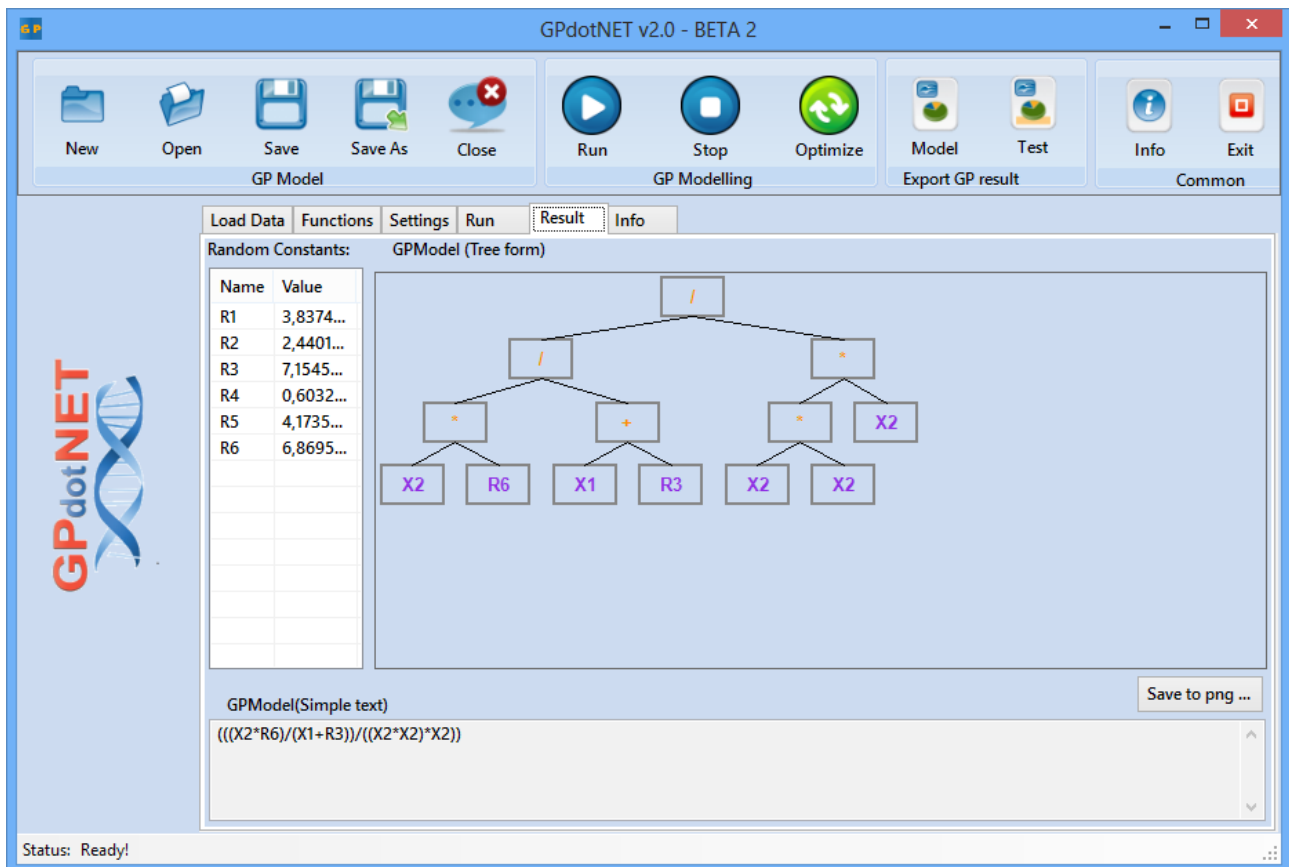 GP
GPdotNET v2.0 - BETA 2
New Open Save Save As Close Run Stop Optimize Model Test Info Exit
GP Model GP Modelling Export GP result Common
Load Data Functions Settings Run Result Info
Random Constants: GPModel (Tree form)
Name Value
R1 3,8374...
R2 2,4401...
R3 7,1545...
R4 0,6032...
R5 4,1735...
R6 6,8695...
/
/ *
* + * X2
X2 R6 X1 R3 X2 X2
GPdotNET
Save to png ...
GPModel(Simple text)
(((X2*R6)/(X1+R3))/((X2*X2)*X2))
Status: Ready!